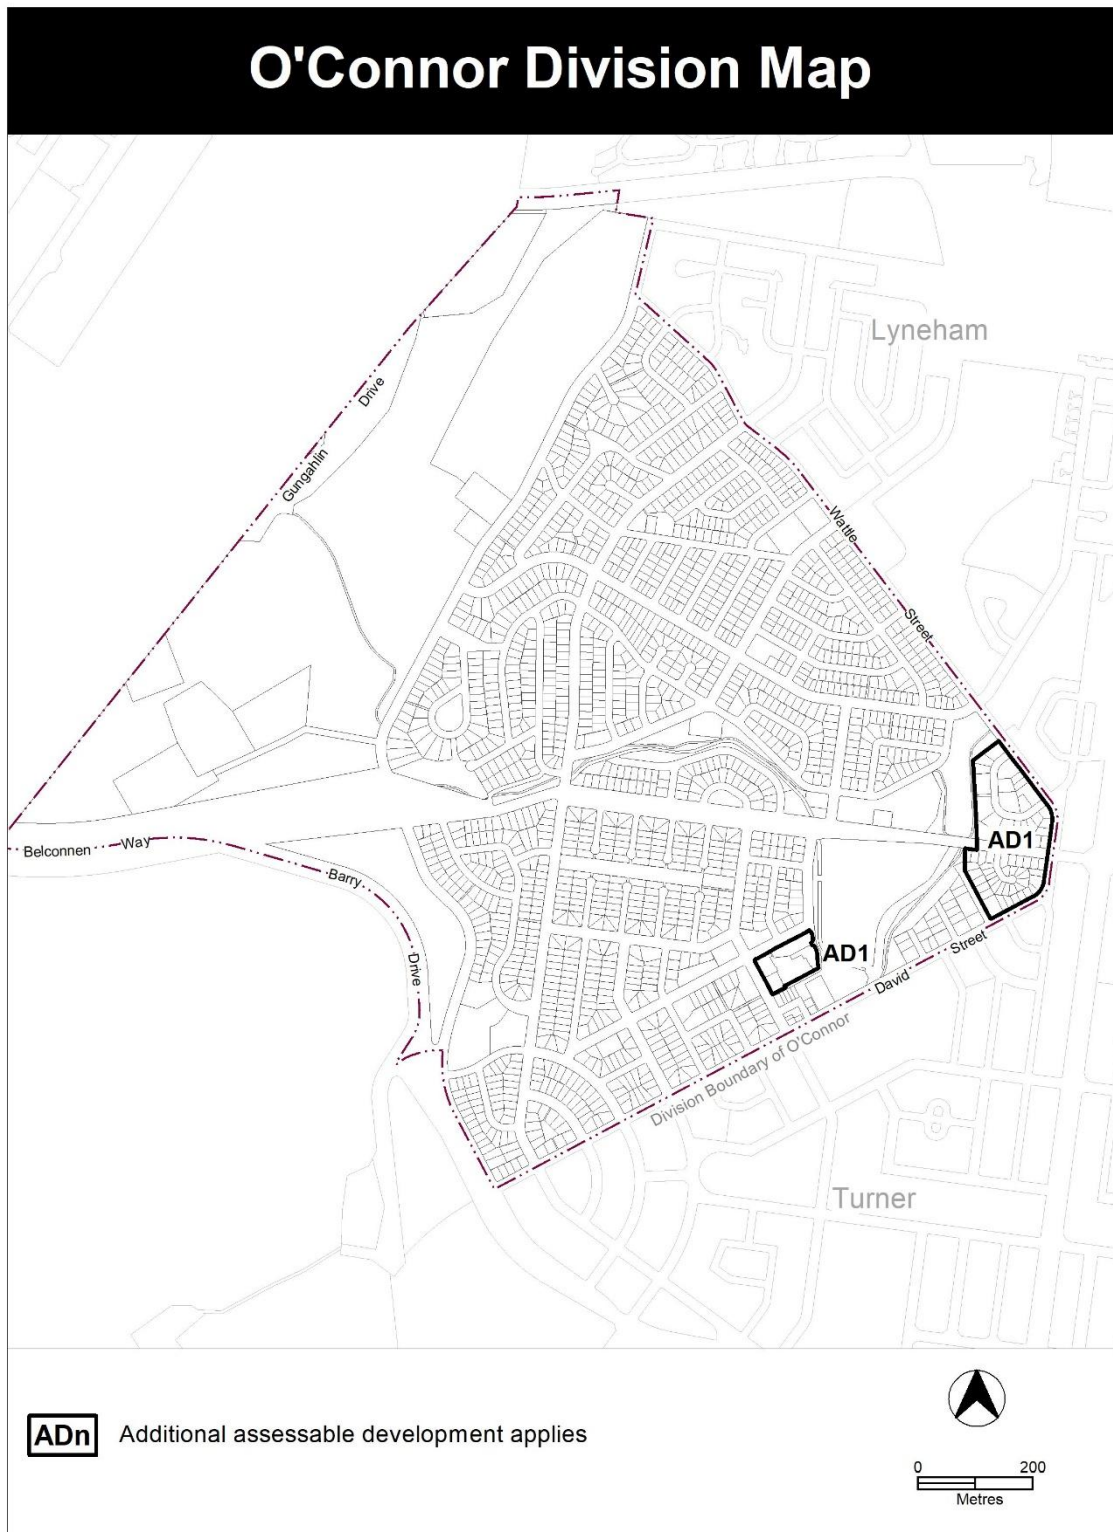 O'Connor Division Map
Lyneham
Gungahlin Drive
Wattle Street
AD1
Belconnen Way
Barry Drive
AD1
David Street
Division Boundary of O'Connor
Turner
ADn Additional assessable development applies
0 200
Metres